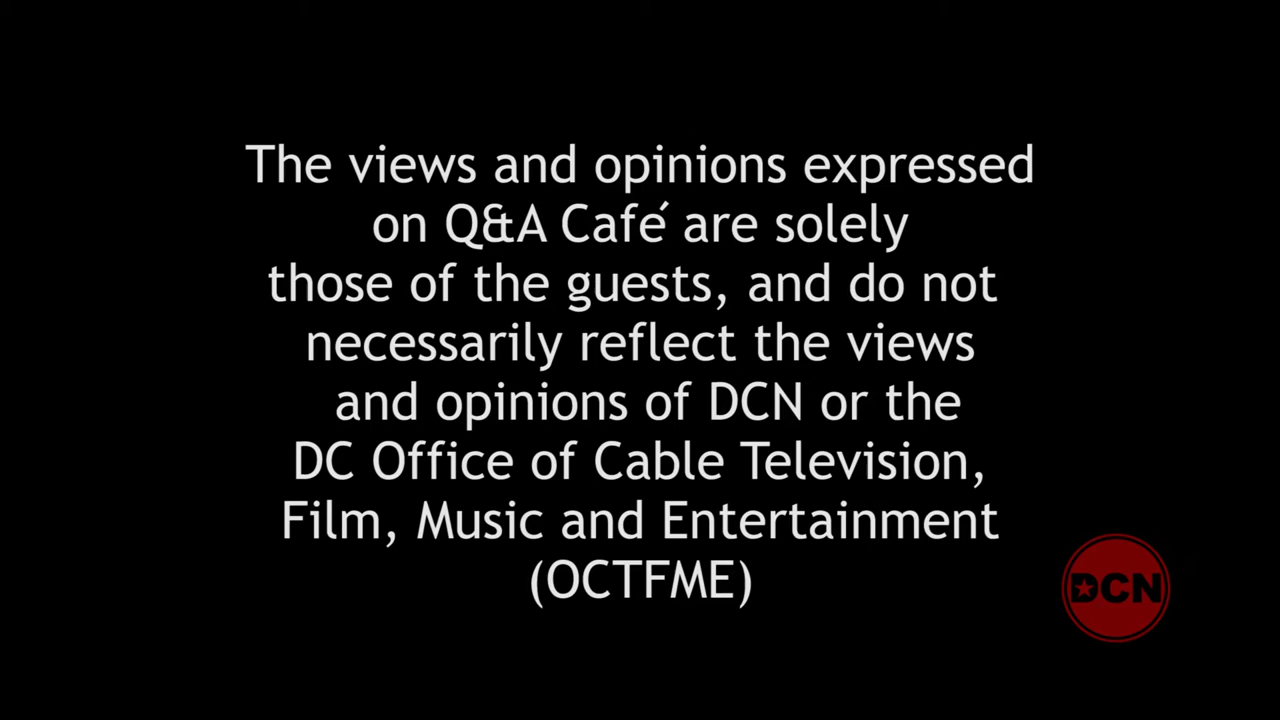 The views and opinions expressed
on Q&A Café are solely
those of the guests, and do not
necessarily reflect the views
and opinions of DCN or the
DC Office of Cable Television,
Film, Music and Entertainment
(OCTFME)
DCN